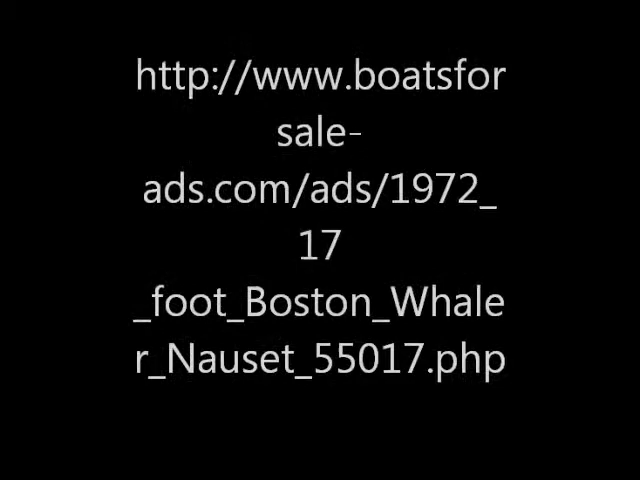 http://www.boatsfor
sale-
ads.com/ads/1972_
17
_foot_Boston_Whale
r_Nauset_55017.php